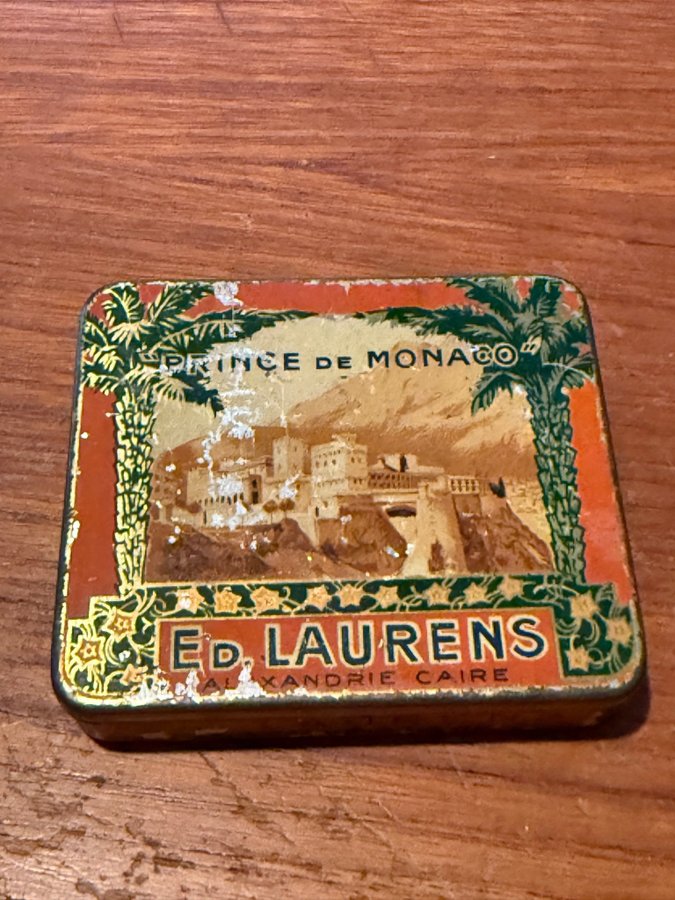 "PRINCE DE MONACO"
ED. LAURENS
ALEXANDRIE CAIRE